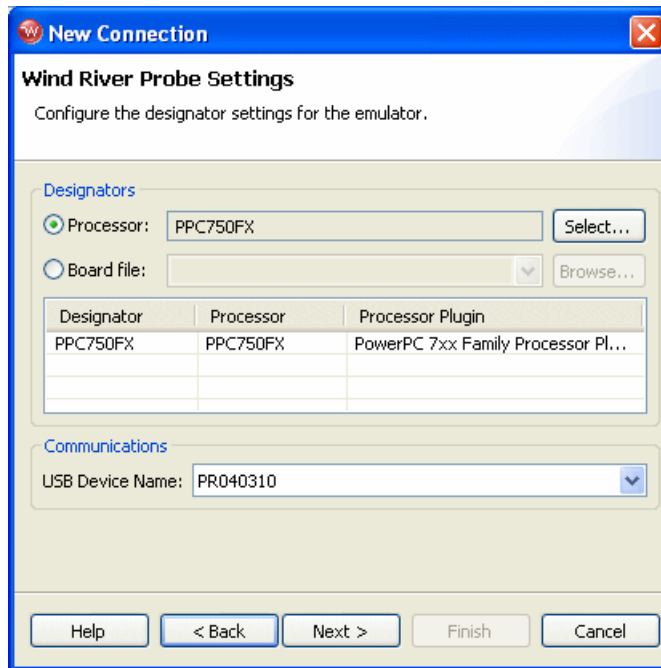 New Connection
Wind River Probe Settings
Configure the designator settings for the emulator.
Designators
Processor: PPC750FX Select...
Board file: Browse...
Designator Processor Processor Plugin
PPC750FX PPC750FX PowerPC 7xx Family Processor Pl...
Communications
USB Device Name: PR040310
Help < Back Next > Finish Cancel